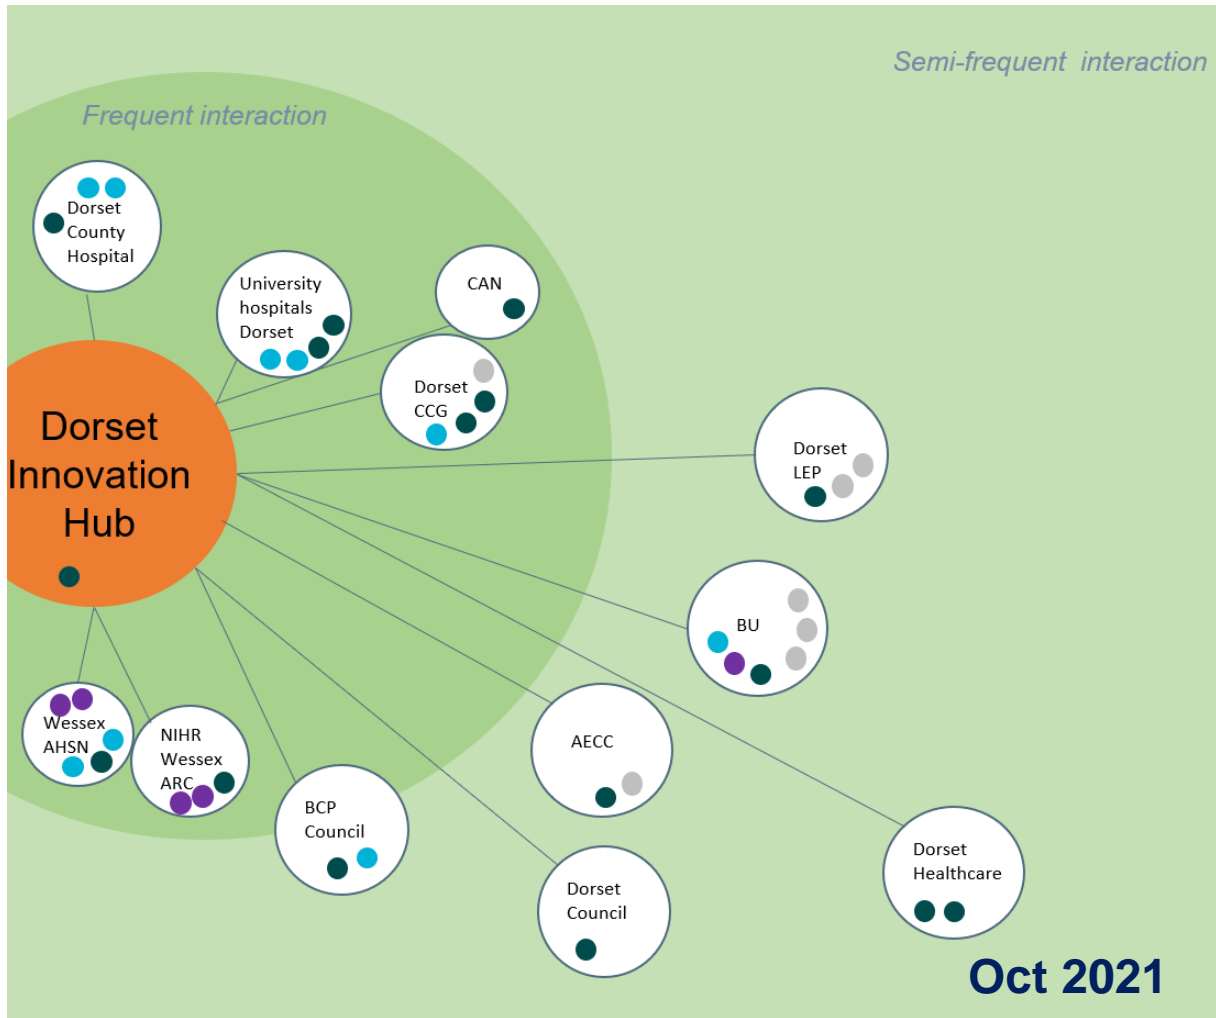 Semi-frequent interaction
Frequent interaction
Dorset
County
Hospital
University
hospitals
Dorset
CAN
Dorset
CCG
Dorset
Innovation
Hub
Dorset
LEP
BU
Wessex
AHSN
NIHR
Wessex
ARC
AECC
BCP
Council
Dorset
Council
Dorset
Healthcare
Oct 2021